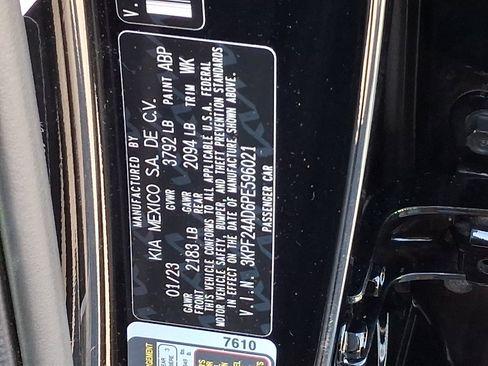 MANUFACTURED BY
KIA MEXICO S.A. DE C.V.
01/23 GVWR 3792 LB PAINT ABP
GAWR FRONT 2183 LB GAWR REAR 2094 LB TRIM WK
THIS VEHICLE CONFORMS TO ALL APPLICABLE U.S.A. FEDERAL
MOTOR VEHICLE SAFETY, BUMPER, AND THEFT PREVENTION STANDARDS
IN EFFECT ON THE DATE OF MANUFACTURE SHOWN ABOVE.
V.I.N. 3KPF24AD6PE596021
PASSENGER CAR
7610
V.